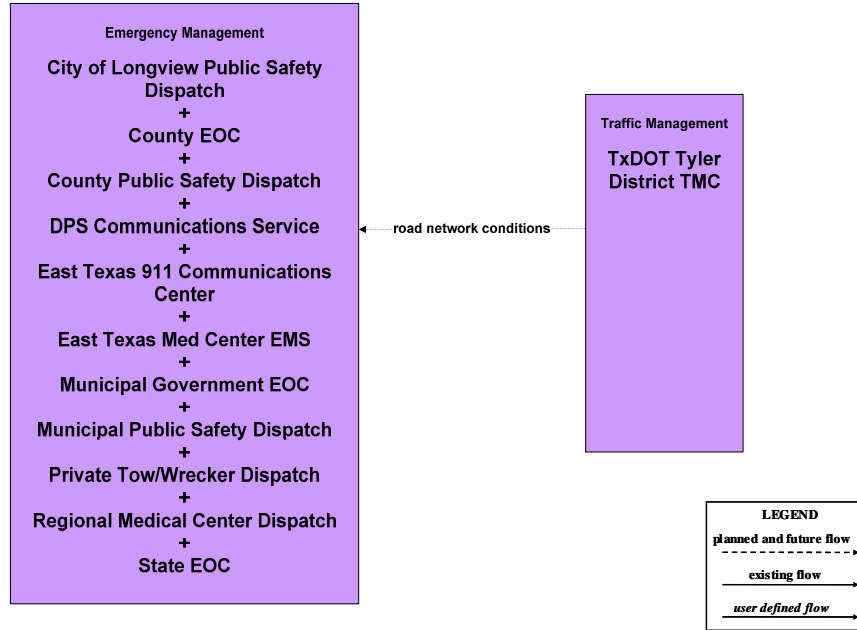 Emergency Management
City of Longview Public Safety
Dispatch
+
County EOC
+
County Public Safety Dispatch
+
DPS Communications Service
+
East Texas 911 Communications
Center
+
East Texas Med Center EMS
+
Municipal Government EOC
+
Municipal Public Safety Dispatch
+
Private Tow/Wrecker Dispatch
+
Regional Medical Center Dispatch
+
State EOC
road network conditions
Traffic Management
TxDOT Tyler
District TMC
LEGEND
planned and future flow
existing flow
user defined flow